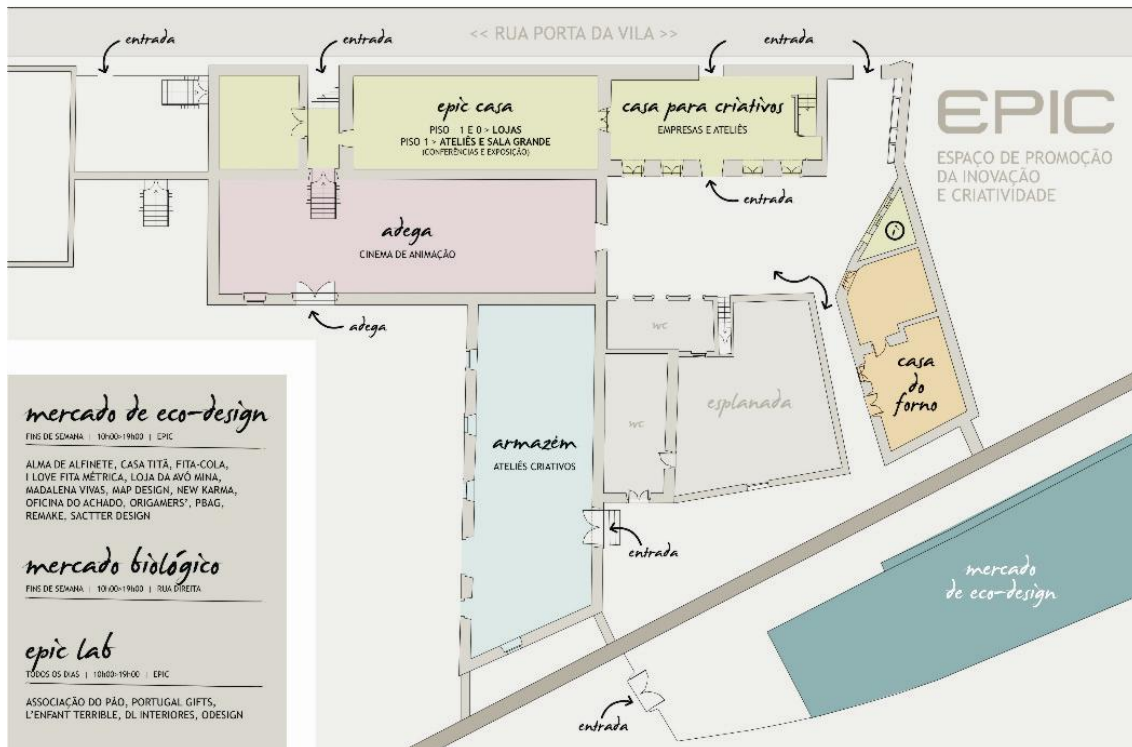 << RUA PORTA DA VILA >>
entrada
entrada
entrada
EPIC
ESPAÇO DE PROMOÇÃO
DA INOVAÇÃO
E CRIATIVIDADE
epic casa
PISO -1 E 0 > LOJAS
PISO 1 > ATELIÊS E SALA GRANDE
(CONFERÊNCIAS E EXPOSIÇÃO)
casa para criativos
EMPRESAS E ATELIÊS
entrada
i
adega
CINEMA DE ANIMAÇÃO
adega
wc
casa
do
forno
esplanada
wc
armazém
ATELIÊS CRIATIVOS
entrada
mercado
de eco-design
entrada
mercado de eco-design
FINS DE SEMANA | 10h00>19h00 | EPIC
ALMA DE ALFINETE, CASA TITÃ, FITA-COLA,
I LOVE FITA MÉTRICA, LOJA DA AVÓ MINA,
MADALENA VIVAS, MAP DESIGN, NEW KARMA,
OFICINA DO ACHADO, ORIGAMERS', PBAG,
REMAKE, SACTTER DESIGN
mercado biológico
FINS DE SEMANA | 10h00>19h00 | RUA DIREITA
epic lab
TODOS OS DIAS | 10h00>19h00 | EPIC
ASSOCIAÇÃO DO PÃO, PORTUGAL GIFTS,
L'ENFANT TERRIBLE, DL INTERIORES, ODESIGN